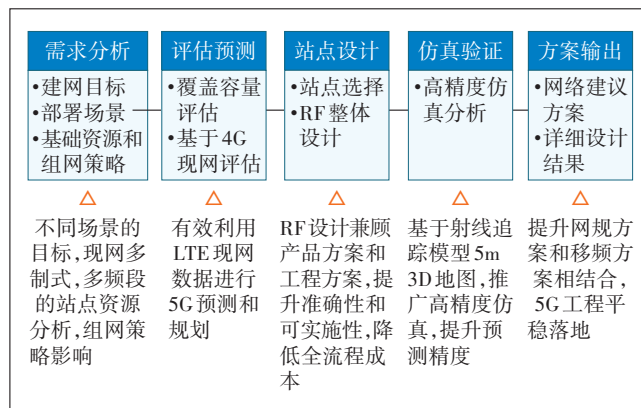 需求分析
•建网目标
•部署场景
•基础资源和
组网策略
评估预测
•覆盖容量
评估
•基于4G
现网评估
站点设计
•站点选择
•RF整体
设计
仿真验证
•高精度仿
真分析
方案输出
•网络建议
方案
•详细设计
结果
不同场景的
目标,现网多
制式,多频段
的站点资源
分析,组网策
略影响
有效利用
LTE现网
数据进行
5G预测和
规划
RF设计兼顾
产品方案和
工程方案,提
升准确性和
可实施性,降
低全流程成
本
基于射线追
踪模型5m
3D地图,推
广高精度仿
真,提升预
测精度
提升网规方
案和移频方
案相结合,
5G工程平
稳落地